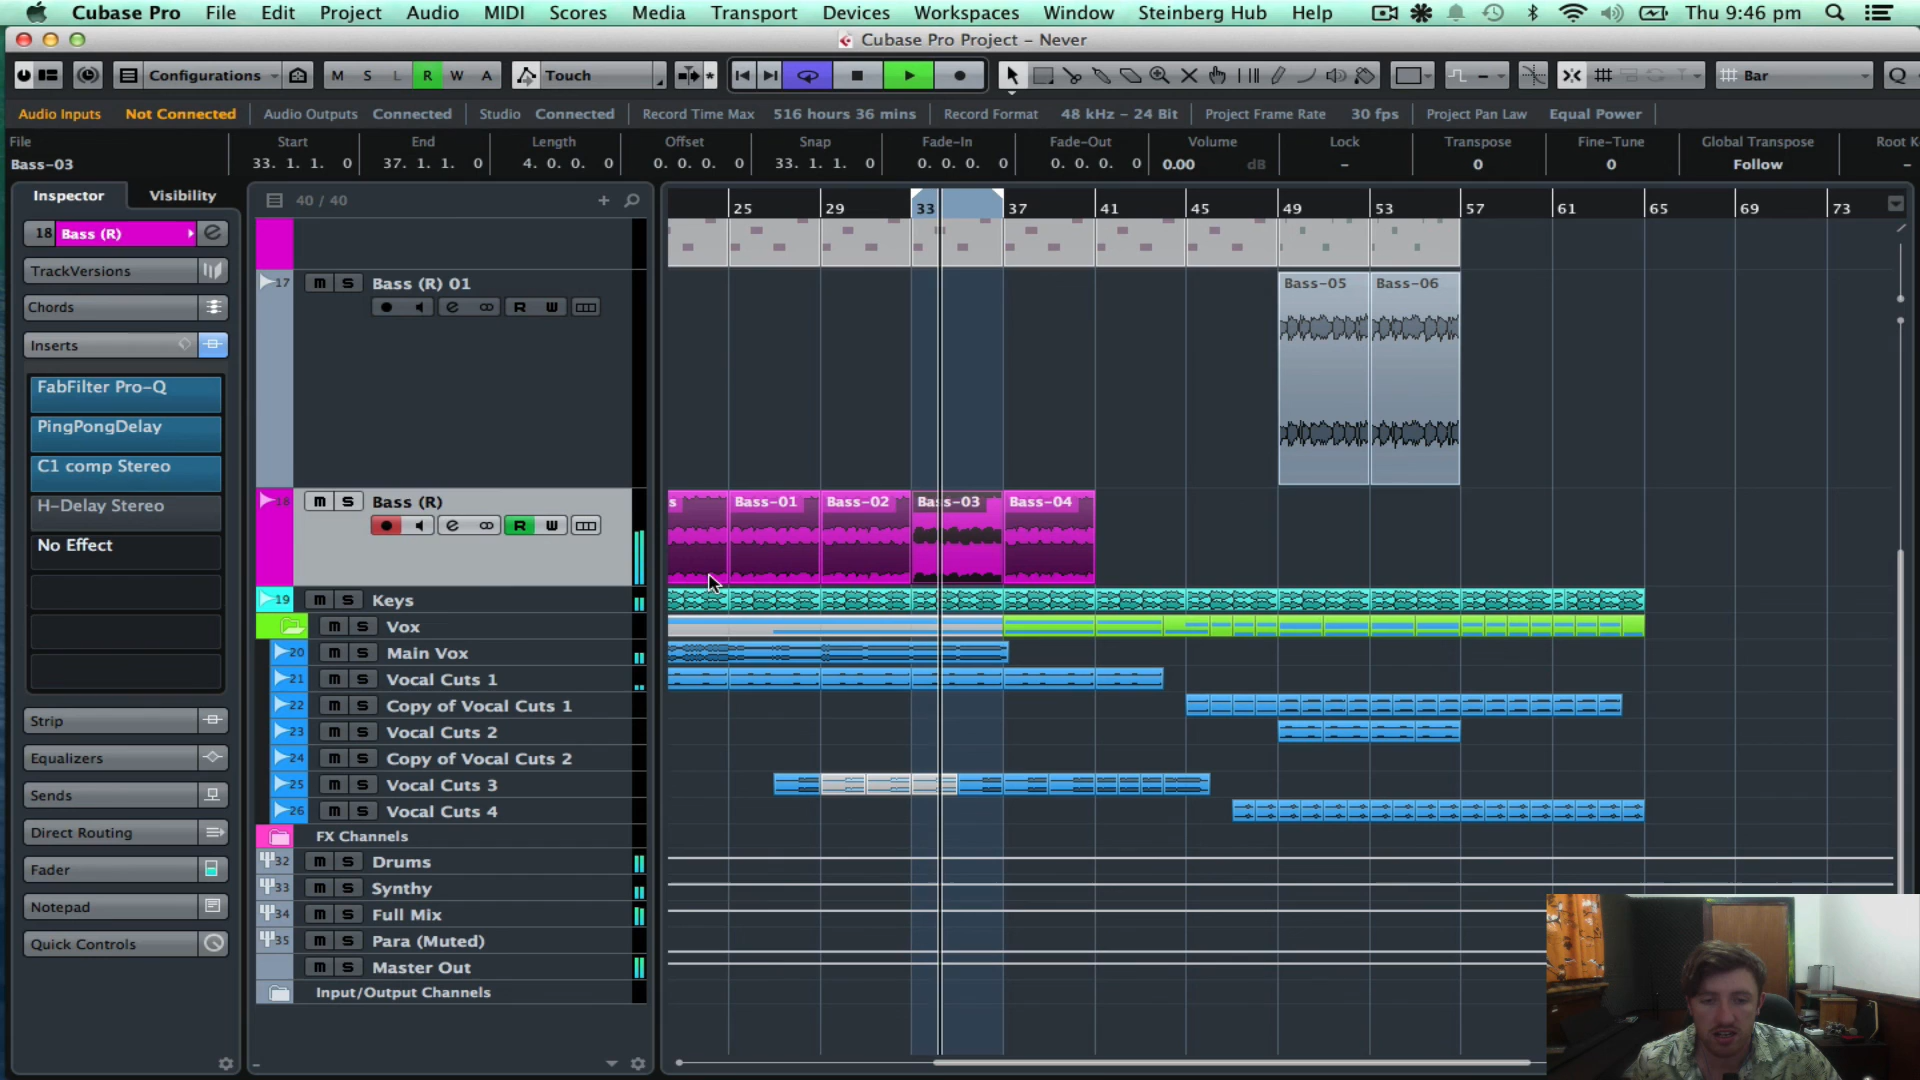 Cubase Pro File Edit Project Audio MIDI Scores Media Transport Devices Workspaces Window Steinberg Hub Help Thu 9:46 pm
Cubase Pro Project – Never
Configurations M S L R W A Touch Bar
Audio Inputs Not Connected Audio Outputs Connected Studio Connected Record Time Max 516 hours 36 mins Record Format 48 kHz – 24 Bit Project Frame Rate 30 fps Project Pan Law Equal Power
File Start End Length Offset Snap Fade-In Fade-Out Volume Lock Transpose Fine-Tune Global Transpose Root K
Bass-03 33. 1. 1. 0 37. 1. 1. 0 4. 0. 0. 0 0. 0. 0. 0 33. 1. 1. 0 0. 0. 0. 0 0. 0. 0. 0 0.00 dB – 0 0 Follow –
Inspector Visibility 40 / 40
25 29 33 37 41 45 49 53 57 61 65 69 73
18 Bass (R)
TrackVersions
Chords
Inserts
FabFilter Pro-Q
PingPongDelay
C1 comp Stereo
H-Delay Stereo
No Effect
Strip
Equalizers
Sends
Direct Routing
Fader
Notepad
Quick Controls
17 m S Bass (R) 01
R W
Bass-05 Bass-06
18 m S Bass (R)
R W
s Bass-01 Bass-02 Bass-03 Bass-04
19 m S Keys
m S Vox
20 m S Main Vox
21 m S Vocal Cuts 1
22 m S Copy of Vocal Cuts 1
23 m S Vocal Cuts 2
24 m S Copy of Vocal Cuts 2
25 m S Vocal Cuts 3
26 m S Vocal Cuts 4
FX Channels
32 m S Drums
33 m S Synthy
34 m S Full Mix
35 m S Para (Muted)
m S Master Out
Input/Output Channels